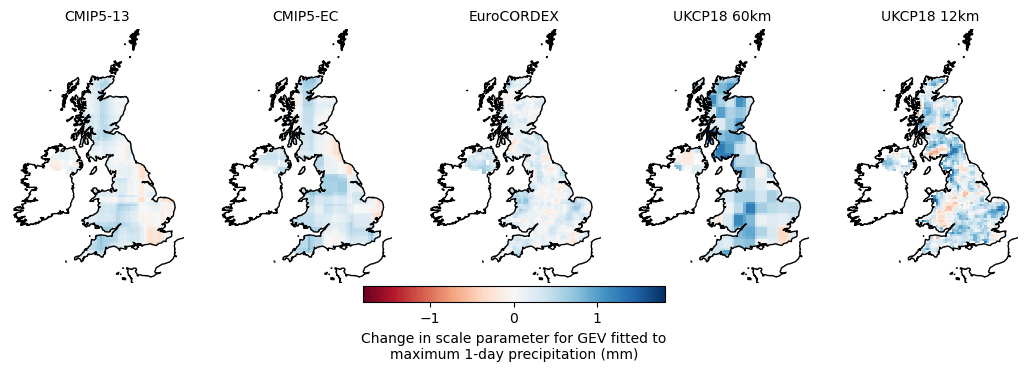 CMIP5-13
CMIP5-EC
EuroCORDEX
UKCP18 60km
UKCP18 12km
−1
0
1
Change in scale parameter for GEV fitted to
maximum 1-day precipitation (mm)